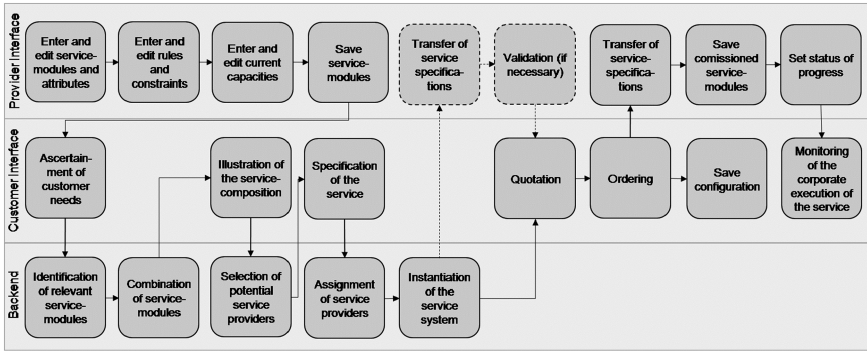 Provider Interface
Enter and
edit service-
modules and
attributes
Enter and
edit rules
and
constraints
Enter and
edit current
capacities
Save
service-
modules
Transfer of
service
specifica-
tions
Validation (if
necessary)
Transfer of
service-
specifica-
tions
Save
comissioned
service-
modules
Set status of
progress
Customer Interface
Ascertain-
ment of
customer
needs
Illustration of
the service-
composition
Specification
of the
service
Quotation
Ordering
Save
configuration
Monitoring
of the
corporate
execution of
the service
Backend
Identification
of relevant
service-
modules
Combination
of service-
modules
Selection of
potential
service
providers
Assignment
of service
providers
Instantiation
of the
service
system